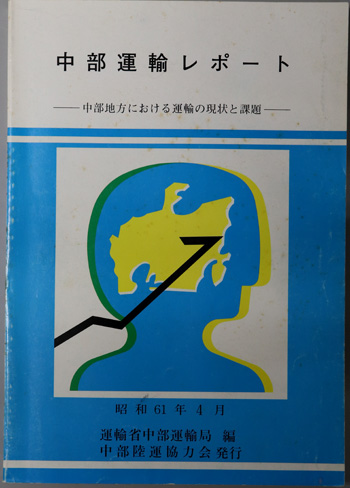 中部運輸レポート
——中部地方における運輸の現状と課題——
昭和61年4月
運輸省中部運輸局 編
中部陸運協力会発行